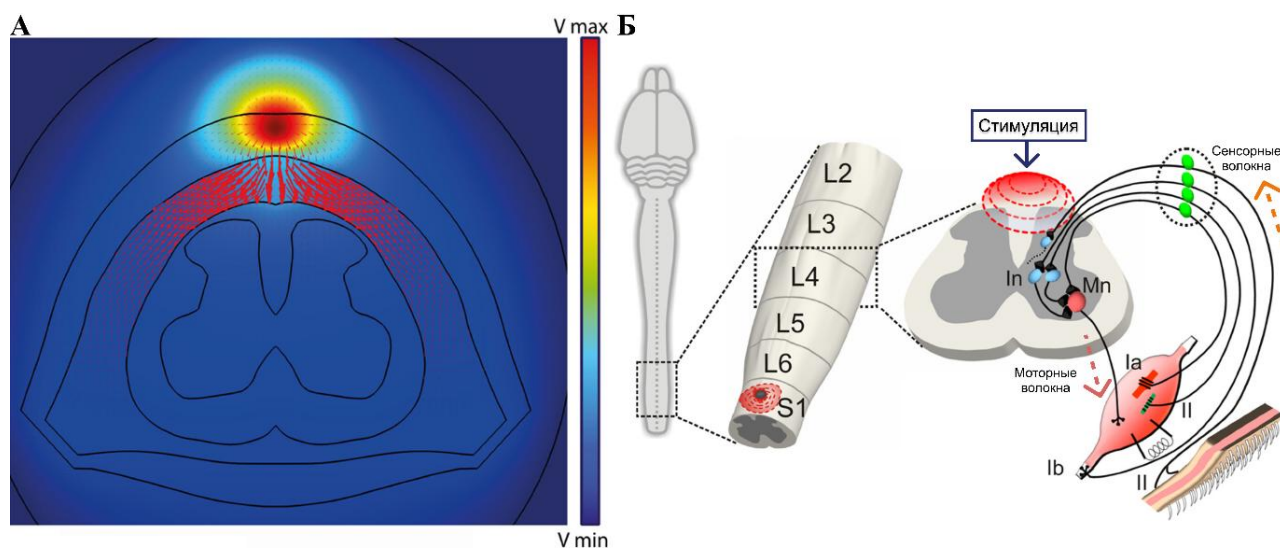 А
V max
V min
Б
L2
L3
L4
L5
L6
S1
Стимуляция
Сенсорные
волокна
In
Mn
Моторные
волокна
Ia
II
Ib
II